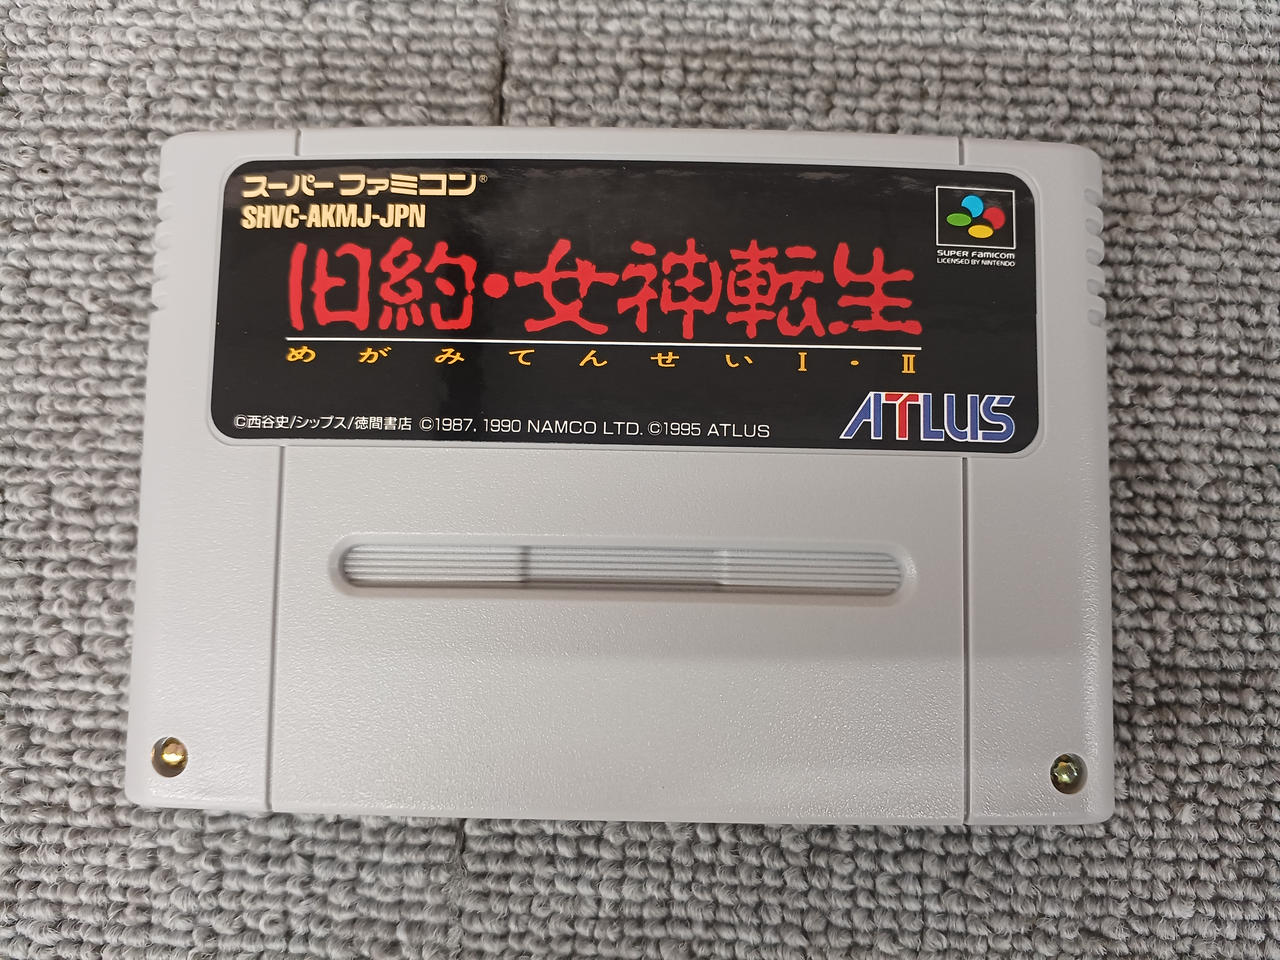 スーパーファミコン®
SHVC-AKMJ-JPN
旧約・女神転生
めがみてんせいⅠ・Ⅱ
SUPER FAMICOM
LICENSED BY NINTENDO
©西谷史/シップス/徳間書店 ©1987, 1990 NAMCO LTD. ©1995 ATLUS
ATLUS